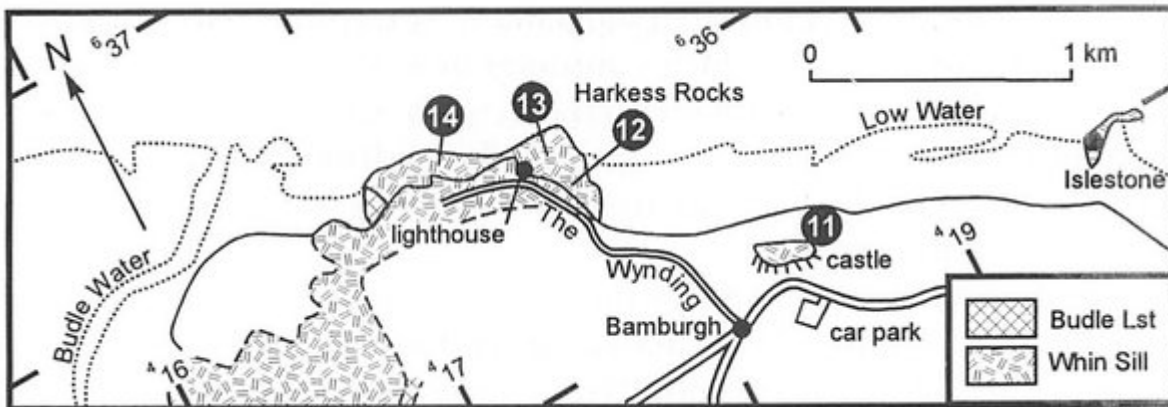 N
⁶37
⁶36
0 1 km
14
13
Harkess Rocks
12
Low Water
Islestone
lighthouse
The
Wynding
11
castle
⁴19
Budle Water
Bamburgh
car park
⁴16
⁴17
Budle Lst
Whin Sill